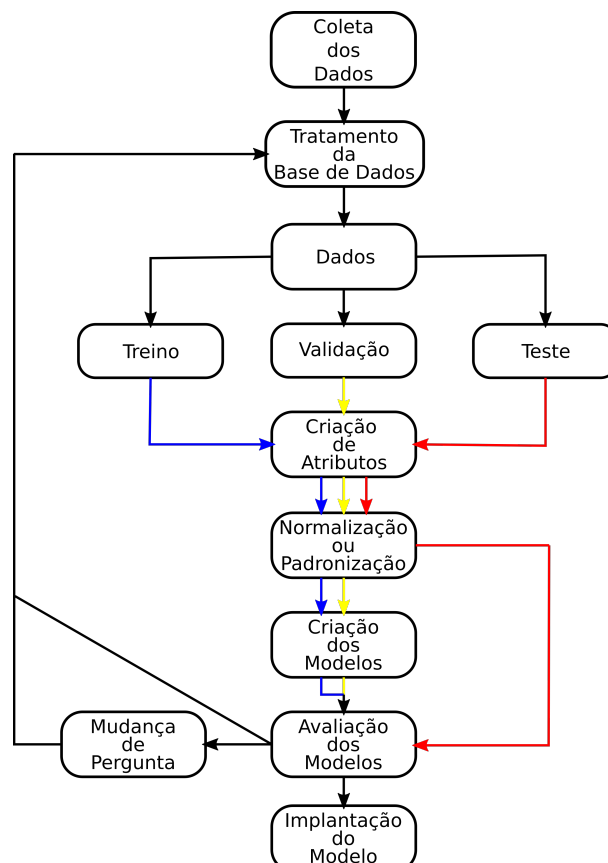 Coleta
dos
Dados
Tratamento
da
Base de Dados
Dados
Treino
Validação
Teste
Criação
de
Atributos
Normalização
ou
Padronização
Criação
dos
Modelos
Mudança
de
Pergunta
Avaliação
dos
Modelos
Implantação
do
Modelo